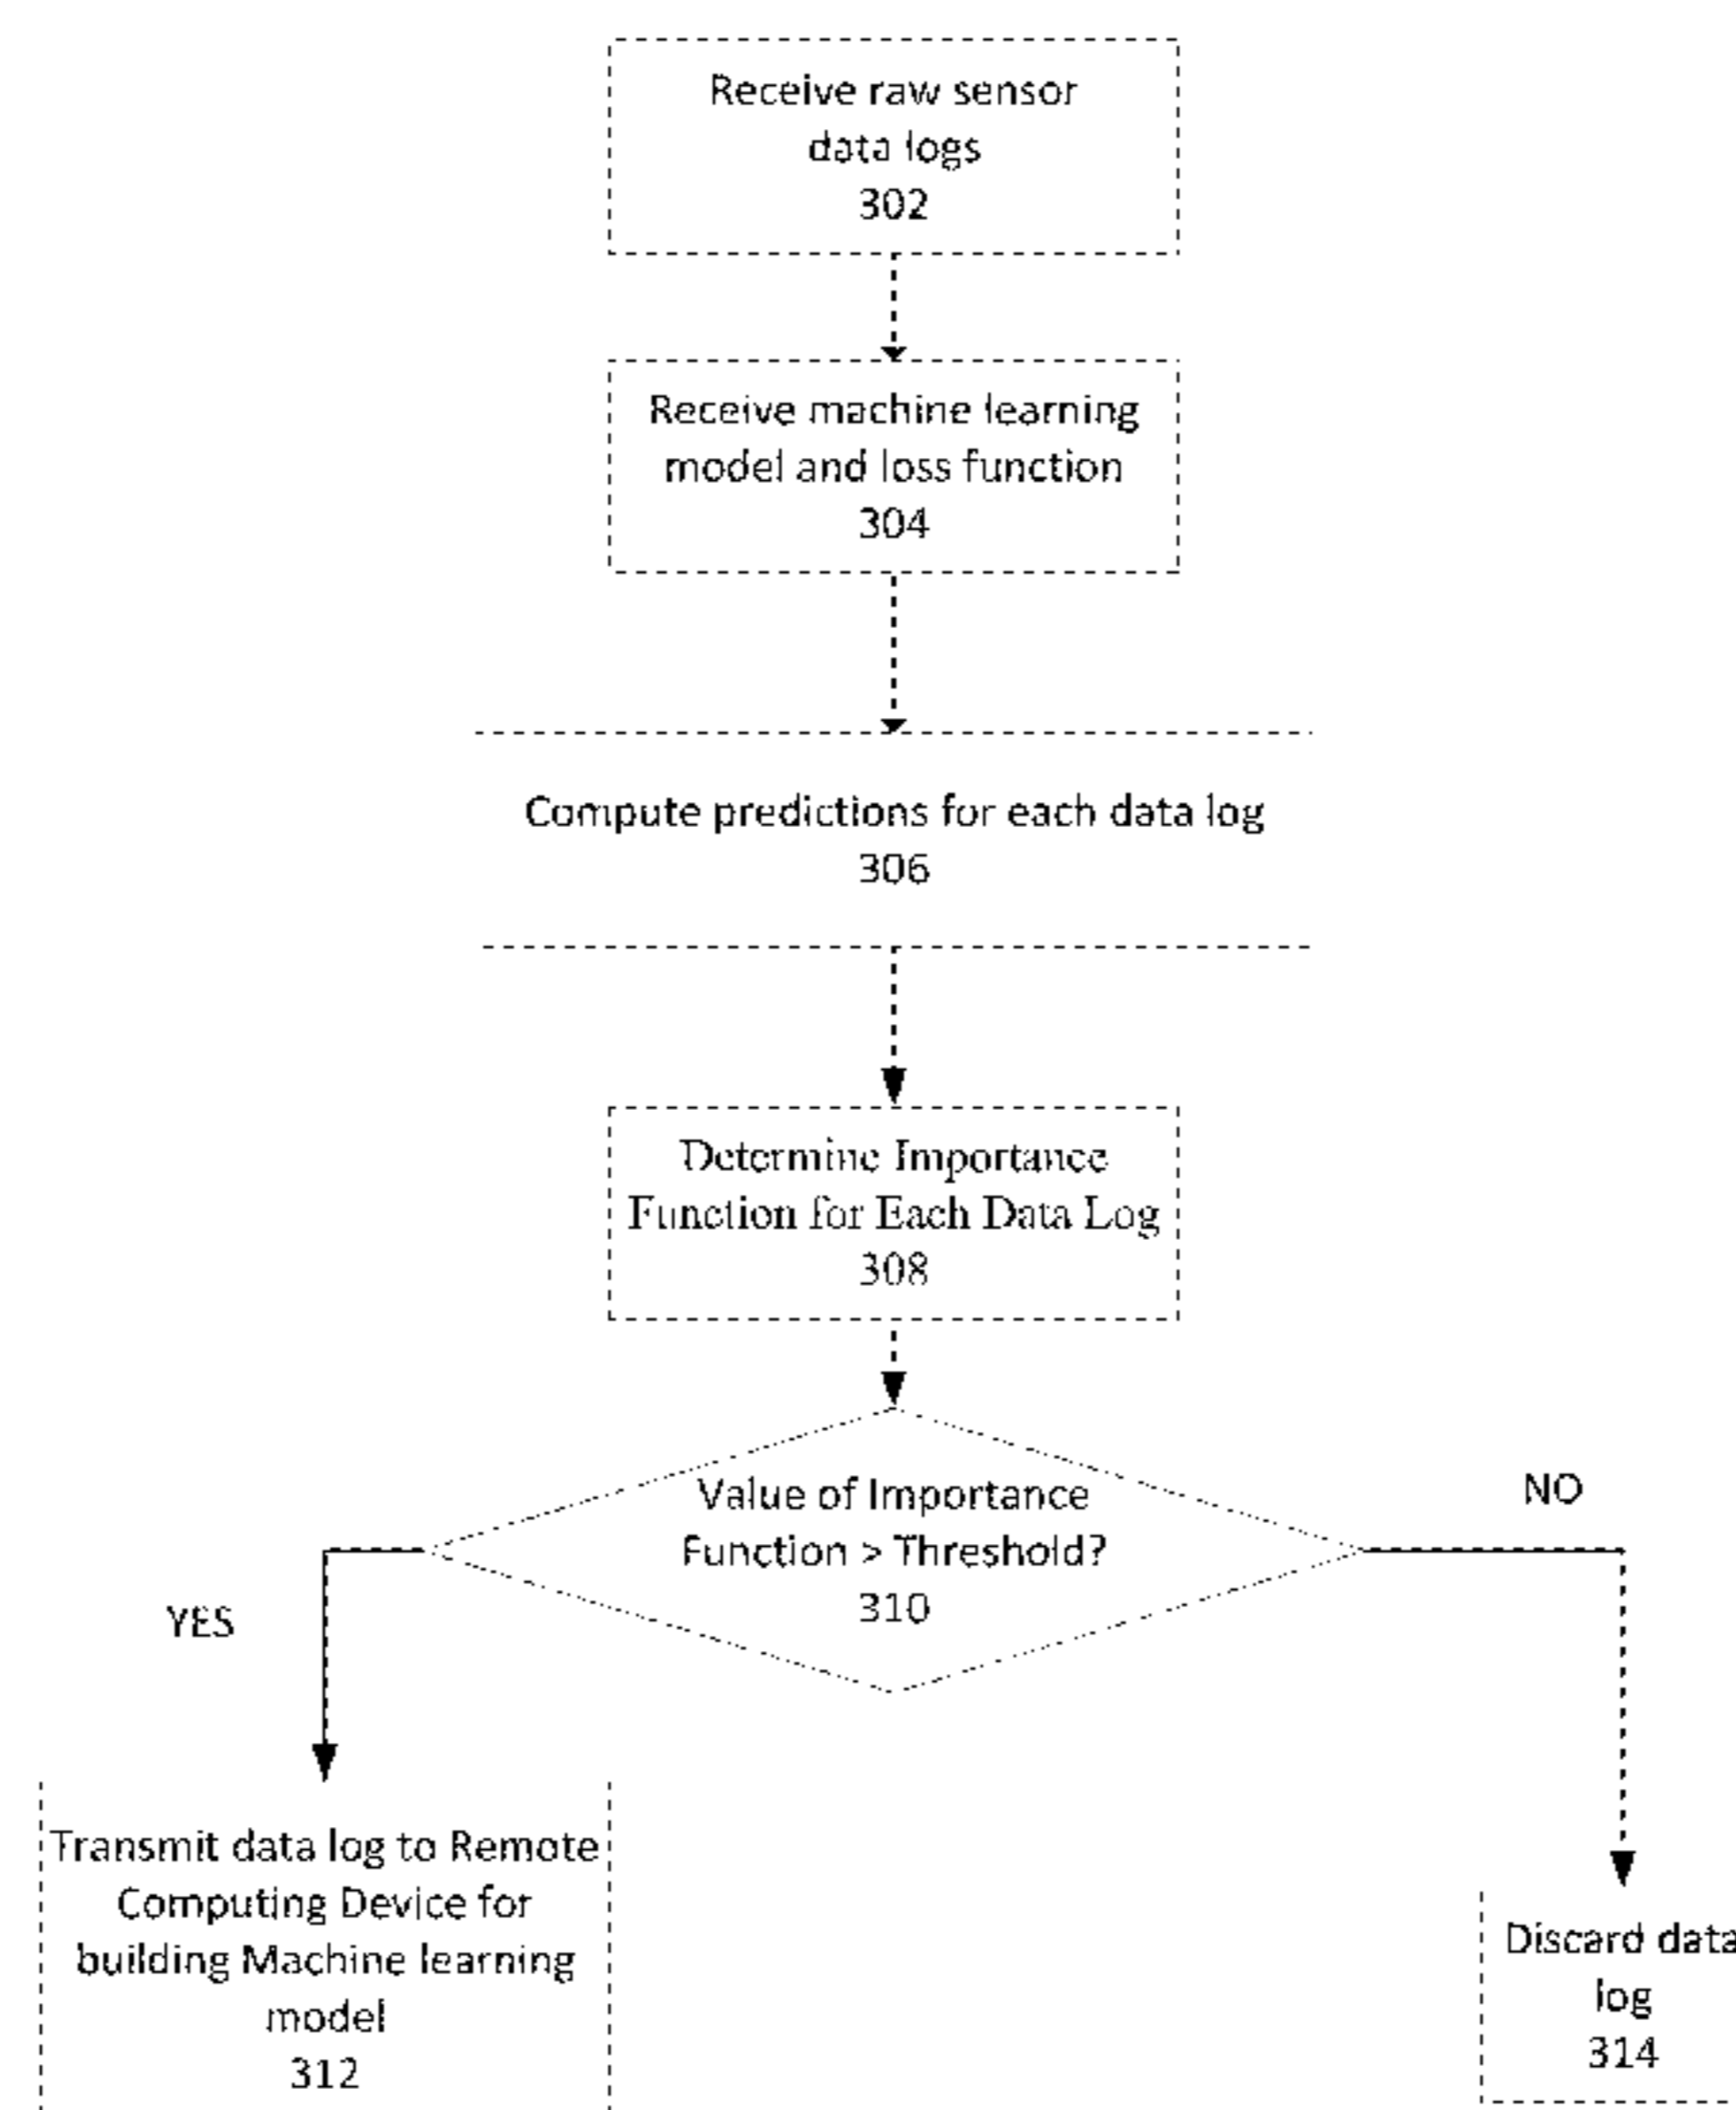 Receive raw sensor
data logs
302
Receive machine learning
model and loss function
304
Compute predictions for each data log
306
Determine Importance
Function for Each Data Log
308
Value of Importance
Function > Threshold?
310
NO
YES
Transmit data log to Remote
Computing Device for
building Machine learning
model
312
Discard data
log
314